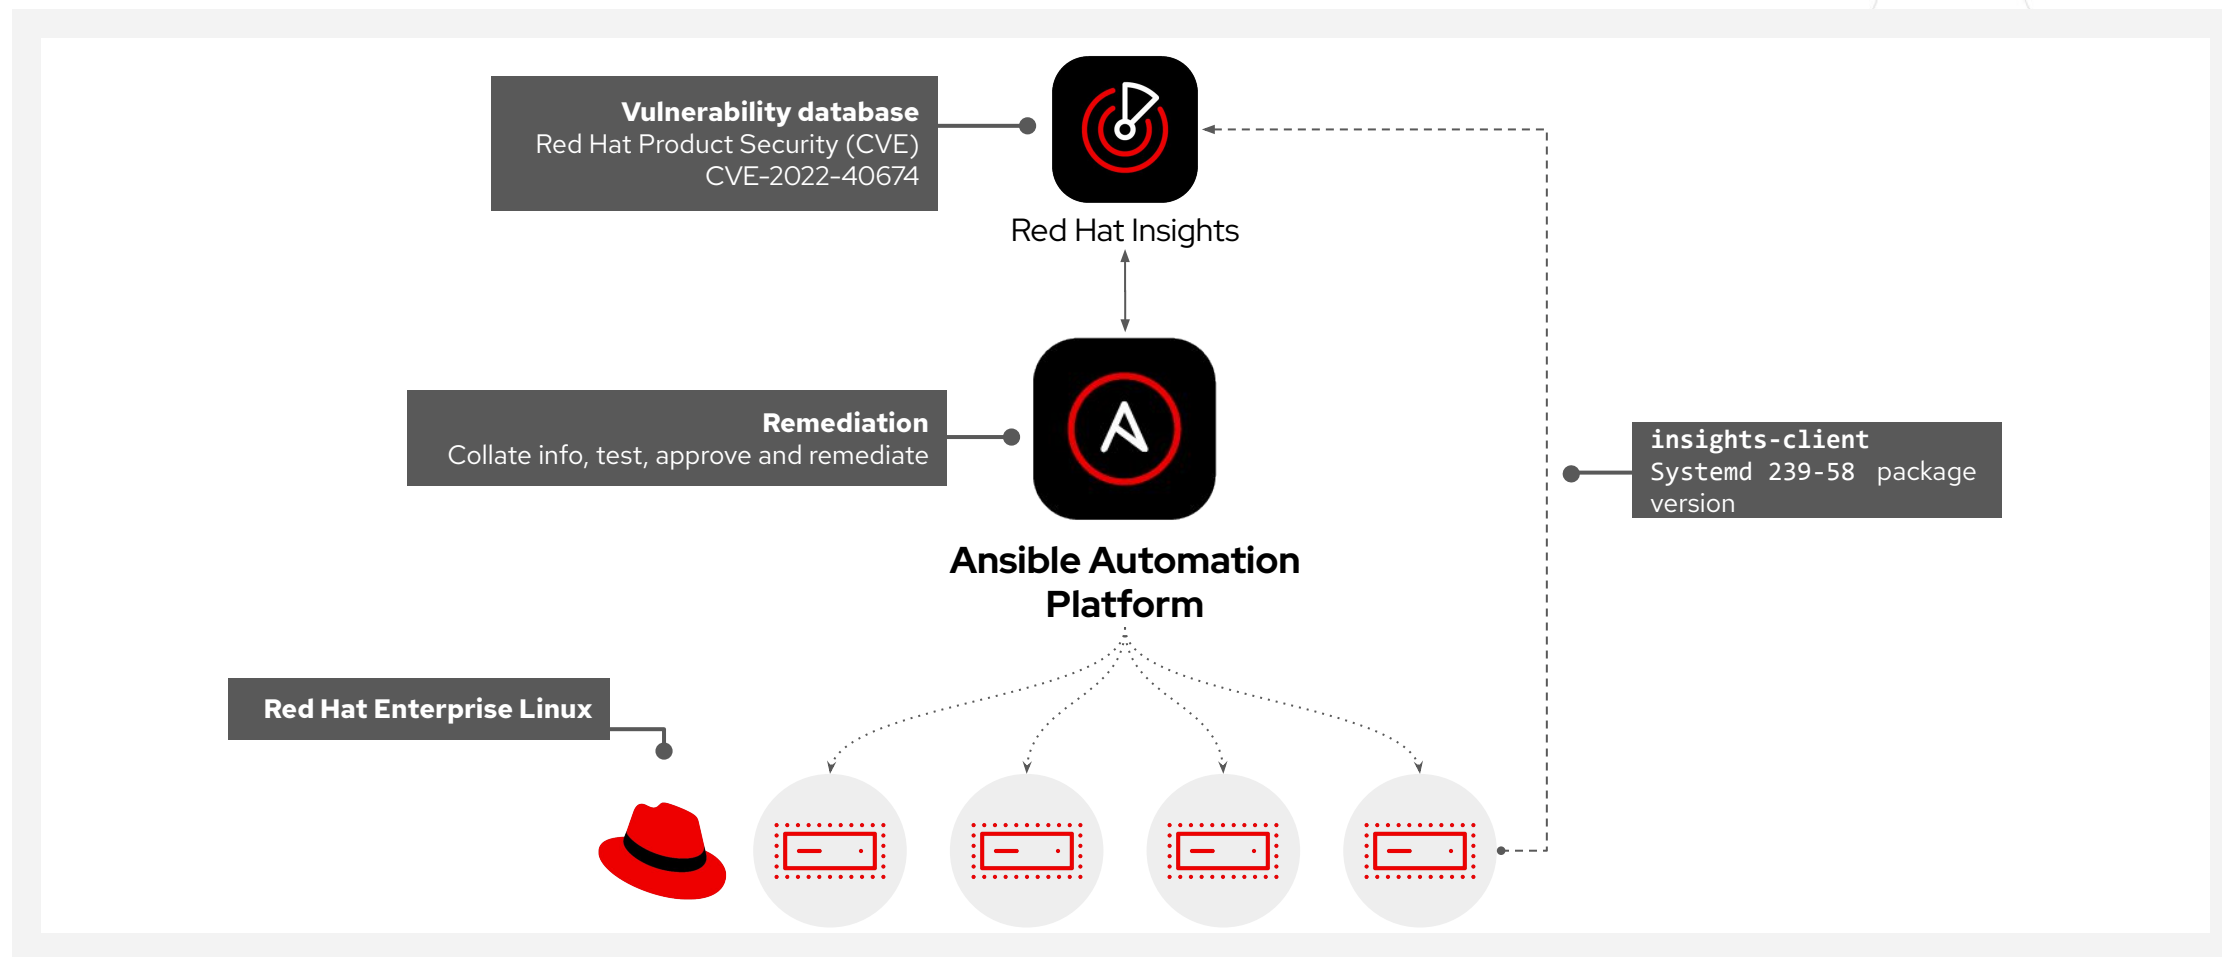 Vulnerability database
Red Hat Product Security (CVE)
CVE-2022-40674
Red Hat Insights
Remediation
Collate info, test, approve and remediate
insights-client
Systemd 239-58 package
version
Ansible Automation
Platform
Red Hat Enterprise Linux